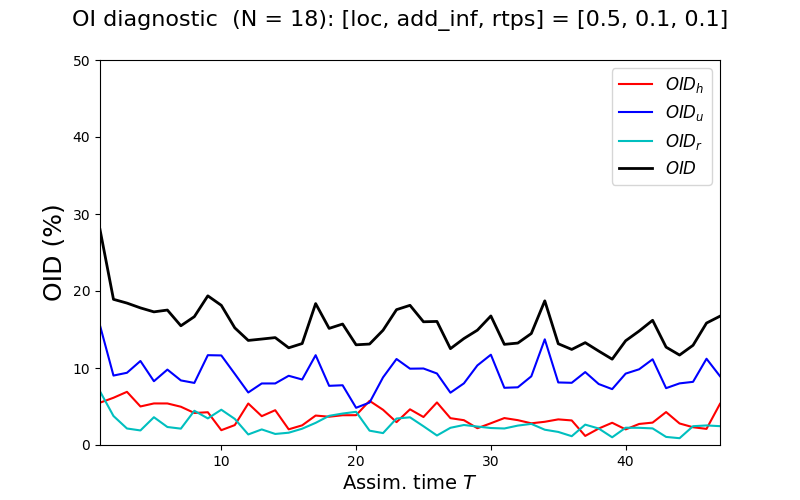 OI diagnostic (N = 18): [loc, add_inf, rtps] = [0.5, 0.1, 0.1]
50
40
30
20
10
0
OID (%)
OID_h
OID_u
OID_r
OID
10 20 30 40
Assim. time T